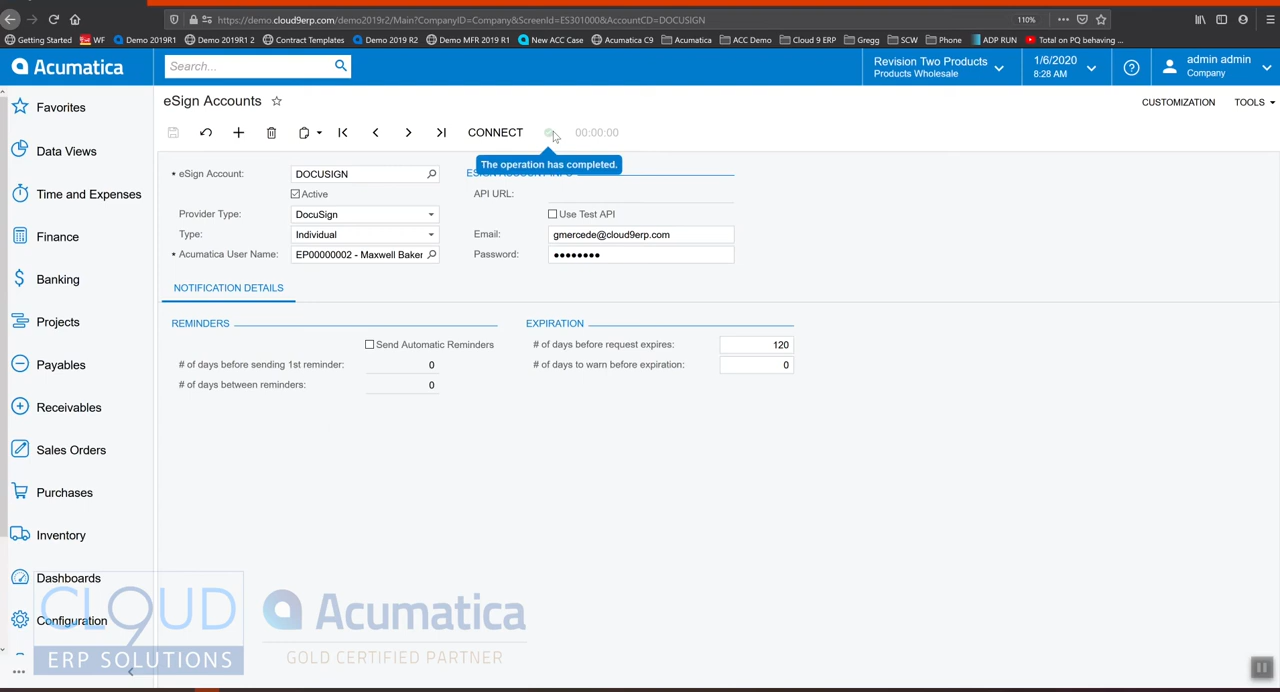 https://demo.cloud9erp.com/demo2019r2/Main?CompanyID=Company&ScreenId=ES301000&AccountCD=DOCUSIGN
110%
Getting Started WF Demo 2019R1 Demo 2019R1 2 Contract Templates Demo 2019 R2 Demo MFR 2019 R1 New ACC Case Acumatica C9 Acumatica ACC Demo Cloud 9 ERP Gregg SCW Phone ADP RUN Total on PQ behaving ...
Acumatica
Search...
Revision Two Products
Products Wholesale
1/6/2020
8:28 AM
admin admin
Company
eSign Accounts
CUSTOMIZATION TOOLS
CONNECT
00:00:00
The operation has completed.
Favorites
Data Views
Time and Expenses
Finance
Banking
Projects
Payables
Receivables
Sales Orders
Purchases
Inventory
Dashboards
Configuration
* eSign Account: DOCUSIGN
Active
Provider Type: DocuSign
Type: Individual
* Acumatica User Name: EP00000002 - Maxwell Baker
API URL:
Use Test API
Email: gmercede@cloud9erp.com
Password: ••••••••
NOTIFICATION DETAILS
REMINDERS
Send Automatic Reminders
# of days before sending 1st reminder: 0
# of days between reminders: 0
EXPIRATION
# of days before request expires: 120
# of days to warn before expiration: 0
CL9UD
ERP SOLUTIONS
Acumatica
GOLD CERTIFIED PARTNER